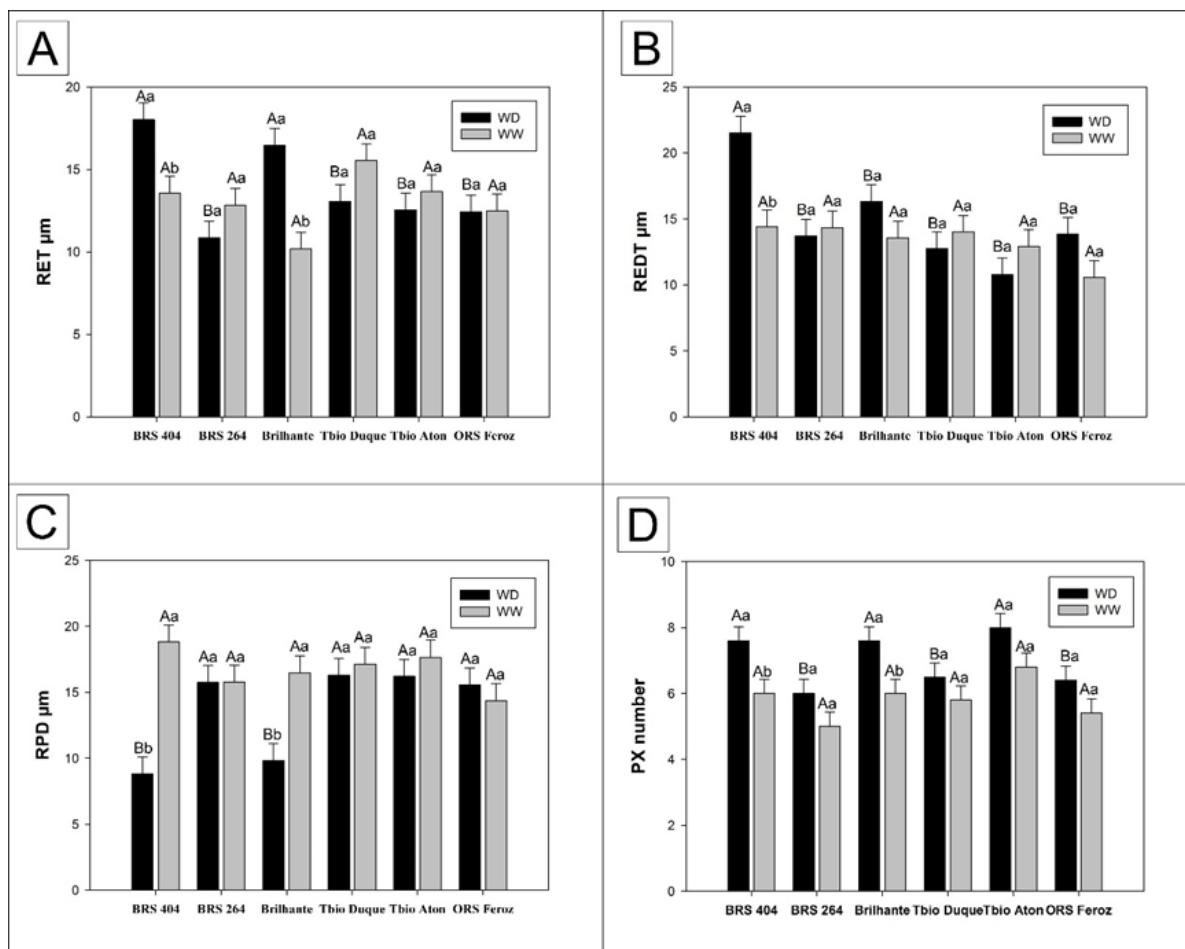 A
20
15
10
5
0
RET µm
WD
WW
Aa
Ab
Ba
Aa
Aa
Ab
Ba
Aa
Ba
Aa
Ba
Aa
BRS 404 BRS 264 Brilhante Tbio Duque Tbio Aton ORS Feroz
B
25
20
15
10
5
0
REDT µm
WD
WW
Aa
Ab
Ba
Aa
Ba
Aa
Ba
Aa
Ba
Aa
Ba
Aa
BRS 404 BRS 264 Brilhante Tbio Duque Tbio Aton ORS Feroz
C
25
20
15
10
5
0
RPD µm
WD
WW
Bb
Aa
Aa
Aa
Bb
Aa
Aa
Aa
Aa
Aa
Aa
Aa
BRS 404 BRS 264 Brilhante Tbio Duque Tbio Aton ORS Feroz
D
10
8
6
4
2
0
PX number
WD
WW
Aa
Ab
Ba
Aa
Aa
Ab
Ba
Aa
Aa
Aa
Ba
Aa
BRS 404 BRS 264 Brilhante Tbio Duque Tbio Aton ORS Feroz